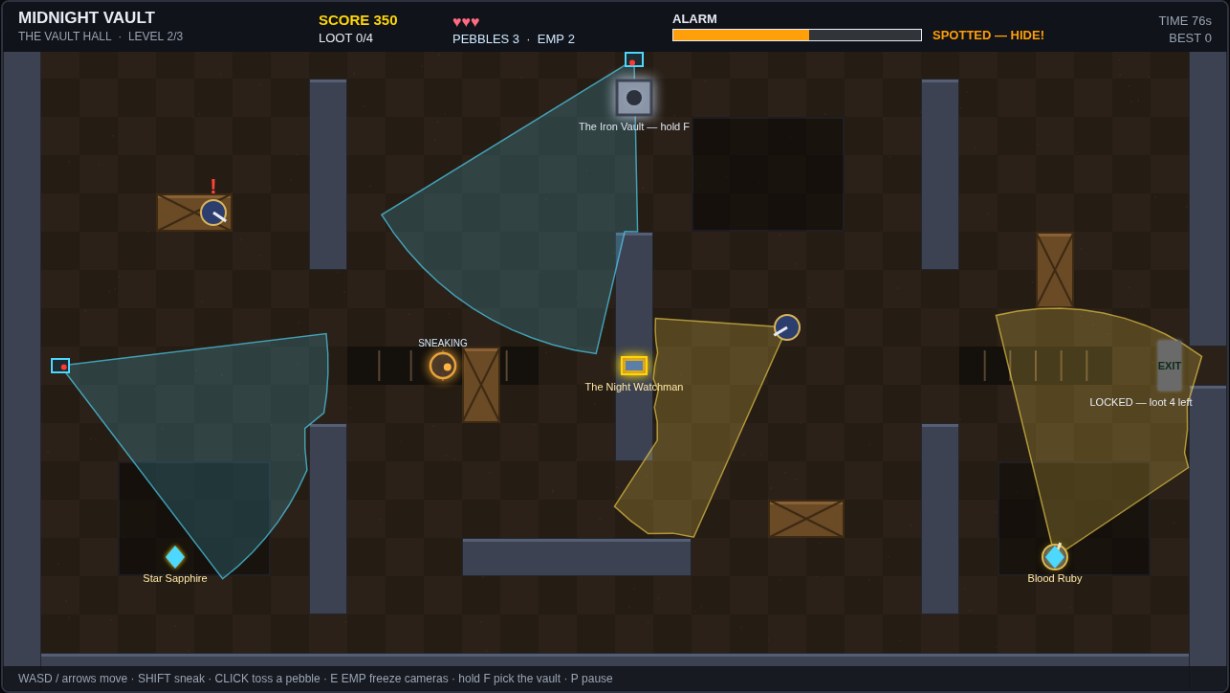 MIDNIGHT VAULT
THE VAULT HALL · LEVEL 2/3
SCORE 350
LOOT 0/4
♥♥♥
PEBBLES 3 · EMP 2
ALARM
SPOTTED — HIDE!
TIME 76s
BEST 0
The Iron Vault — hold F
!
SNEAKING
The Night Watchman
EXIT
LOCKED — loot 4 left
Star Sapphire
Blood Ruby
WASD / arrows move · SHIFT sneak · CLICK toss a pebble · E EMP freeze cameras · hold F pick the vault · P pause